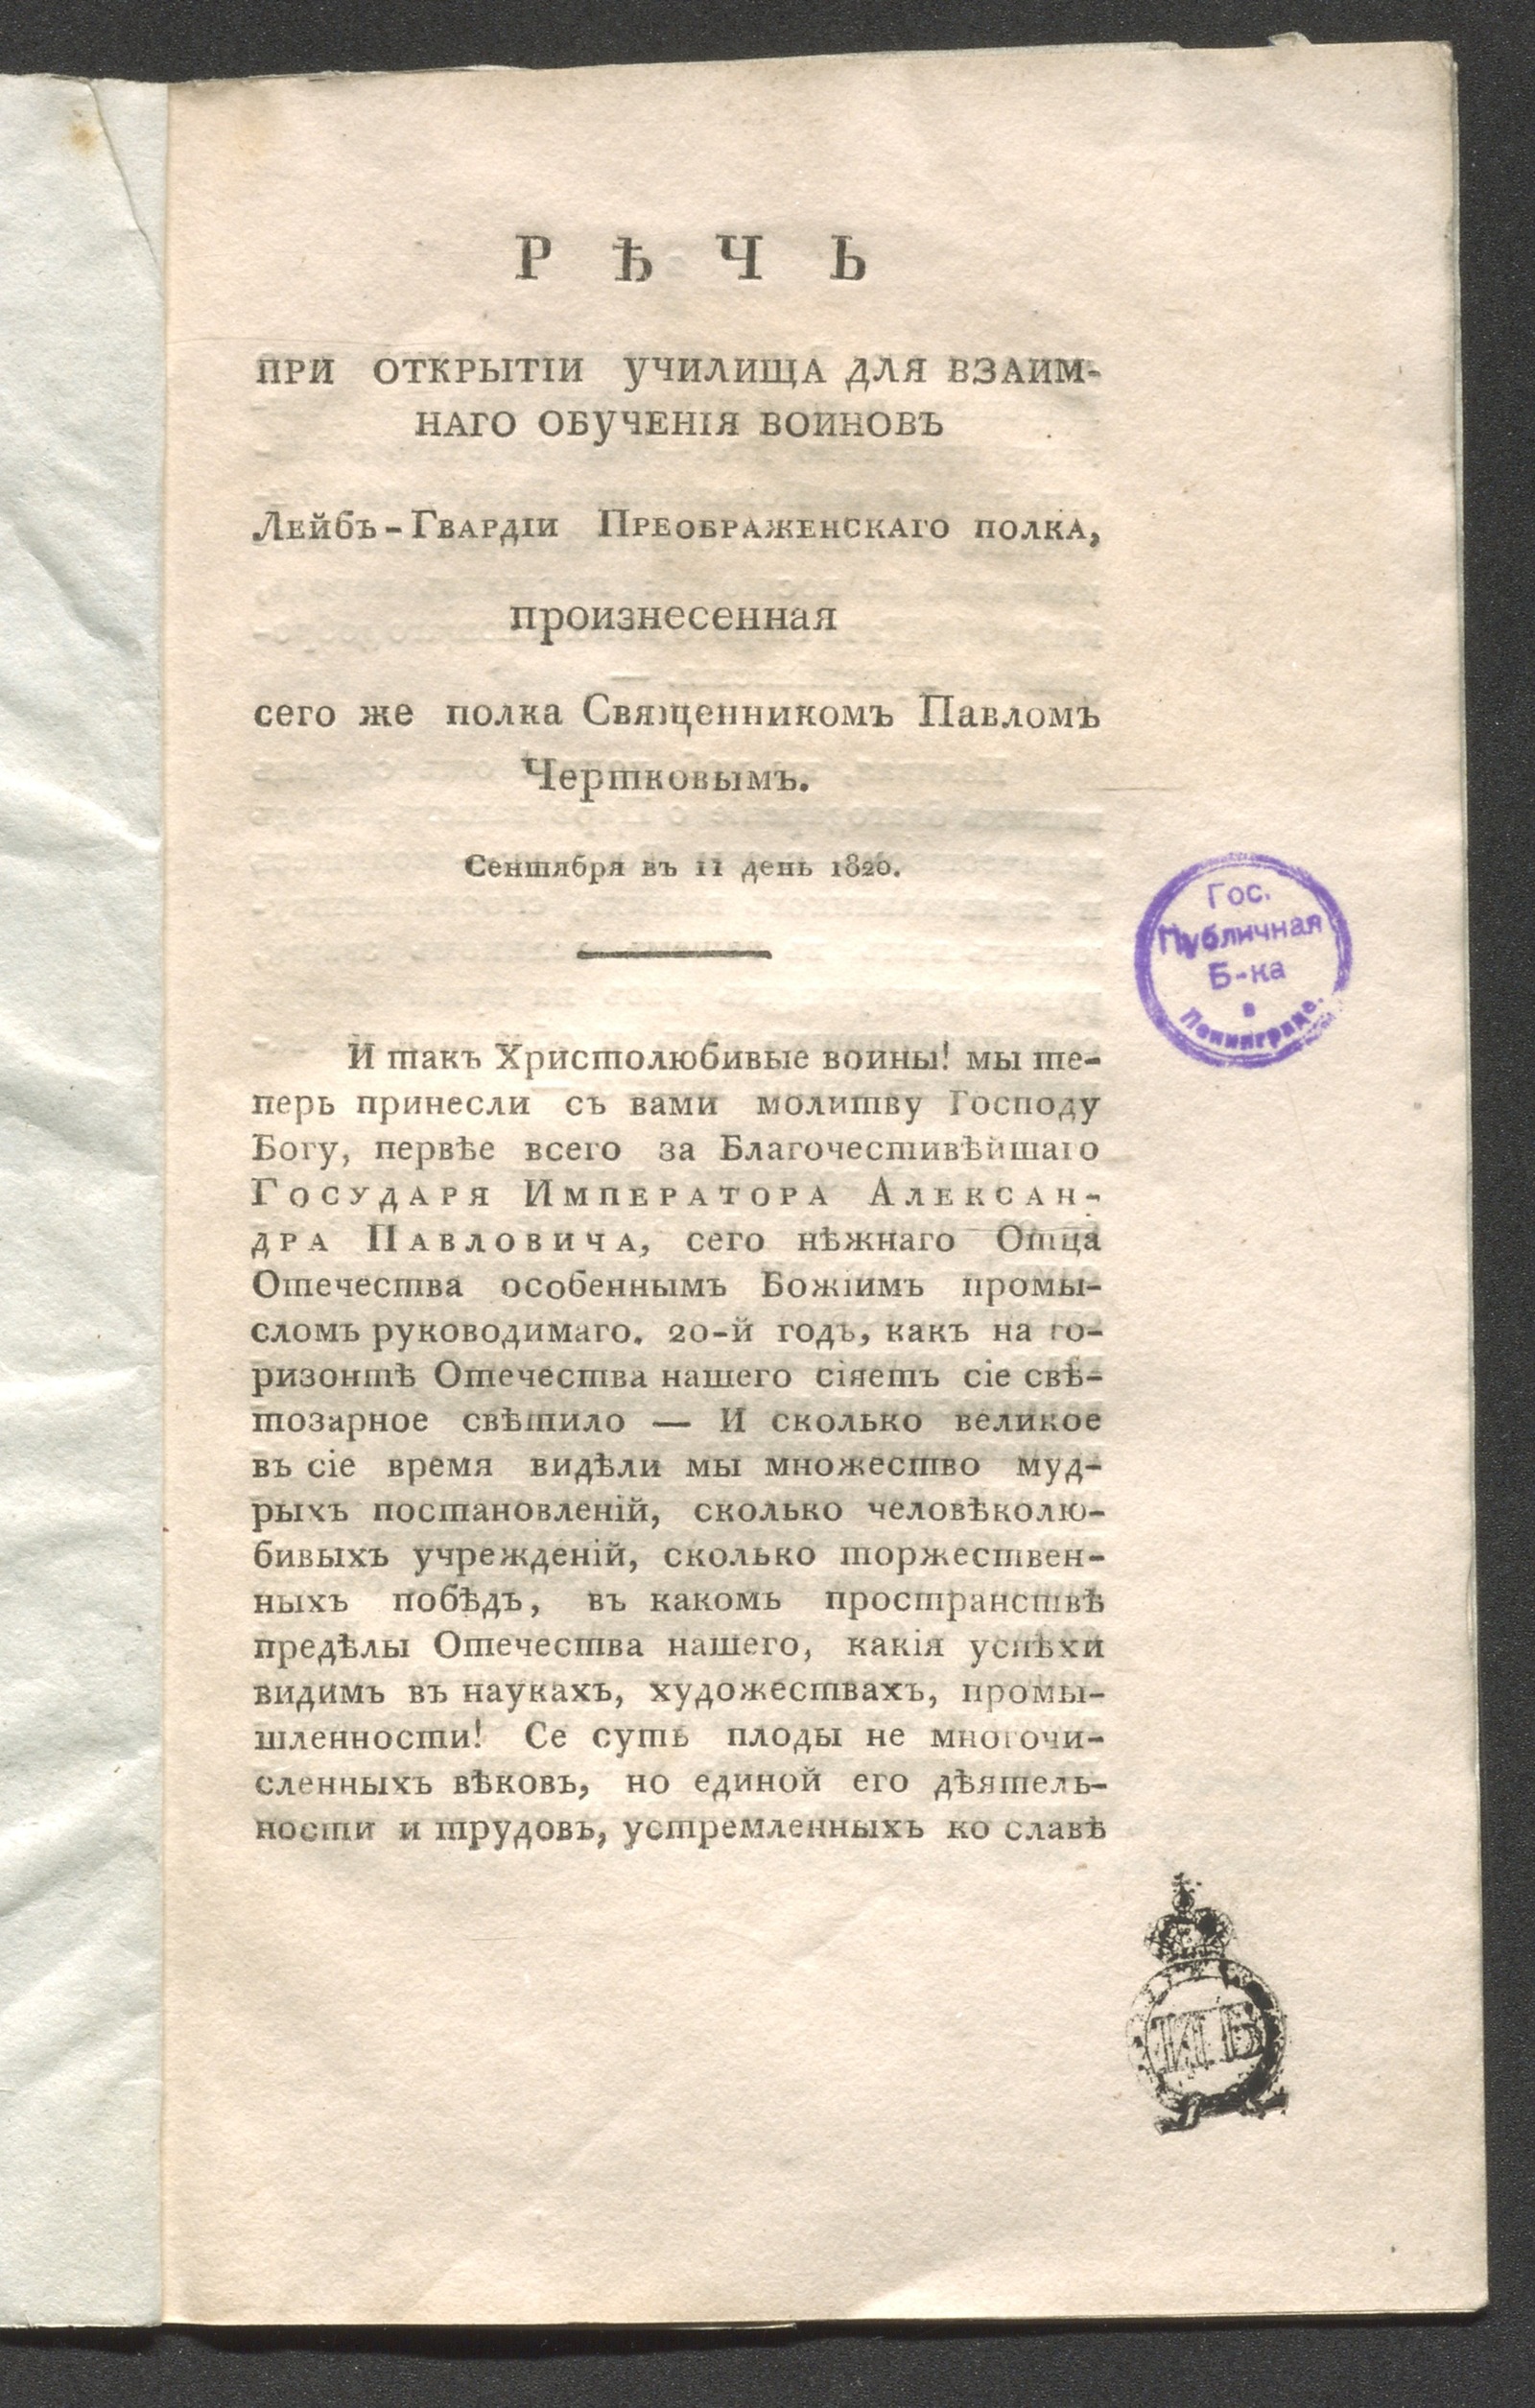 РѢЧЬ
ПРИ ОТКРЫТІИ УЧИЛИЩА ДЛЯ ВЗАИМ-
НАГО ОБУЧЕНІЯ ВОИНОВЪ
Лейбъ-Гвардіи Преображенскаго полка,
произнесенная
сего же полка Священникомъ Павломъ
Чертковымъ.
Сентября въ 11 день 1820.
Гос.
Публичная
Б-ка
в
Ленинграде.
И такъ Христолюбивые воины! мы те-
перь принесли съ вами молитву Господу
Богу, первѣе всего за Благочестивѣйшаго
Государя Императора Алексан-
дра Павловича, сего нѣжнаго Отца
Отечества особеннымъ Божіимъ промы-
сломъ руководимаго. 20-й годъ, какъ на го-
ризонтѣ Отечества нашего сіяетъ сіе свѣ-
тозарное свѣтило — И сколько великое
въ сіе время видѣли мы множество муд-
рыхъ постановленій, сколько человѣколю-
бивыхъ учрежденій, сколько торжествен-
ныхъ побѣдъ, въ какомъ пространствѣ
предѣлы Отечества нашего, какія успѣхи
видимъ въ наукахъ, художествахъ, промы-
шленности! Се суть плоды не многочи-
сленныхъ вѣковъ, но единой его дѣятель-
ности и трудовъ, устремленныхъ ко славѣ
ИБ